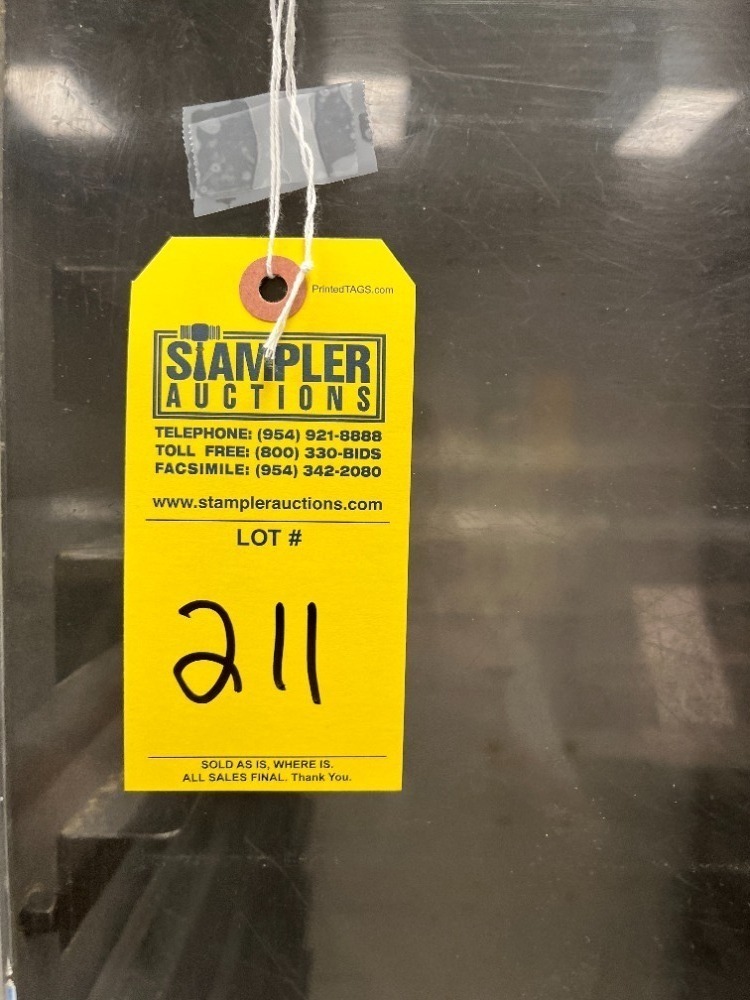 PrintedTAGS.com
STAMPLER
AUCTIONS
TELEPHONE: (954) 921-8888
TOLL FREE: (800) 330-BIDS
FACSIMILE: (954) 342-2080
www.stamplerauctions.com
LOT #
211
SOLD AS IS, WHERE IS.
ALL SALES FINAL. Thank You.